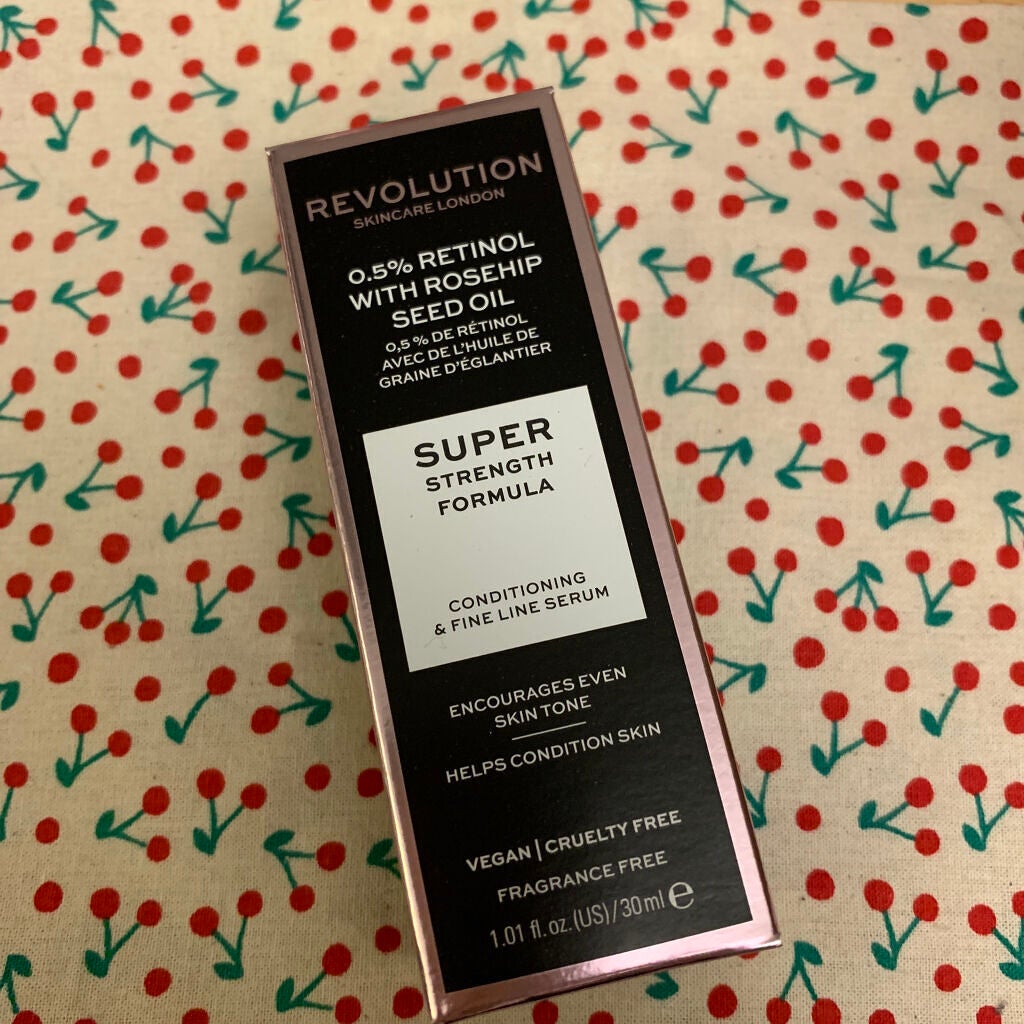 REVOLUTION
SKINCARE LONDON
0.5% RETINOL
WITH ROSEHIP
SEED OIL
0,5 % DE RÉTINOL
AVEC DE L'HUILE DE
GRAINE D'ÉGLANTIER
SUPER
STRENGTH
FORMULA
CONDITIONING
& FINE LINE SERUM
ENCOURAGES EVEN
SKIN TONE
HELPS CONDITION SKIN
VEGAN | CRUELTY FREE
FRAGRANCE FREE
1.01 fl.oz.(US)/30ml ℮